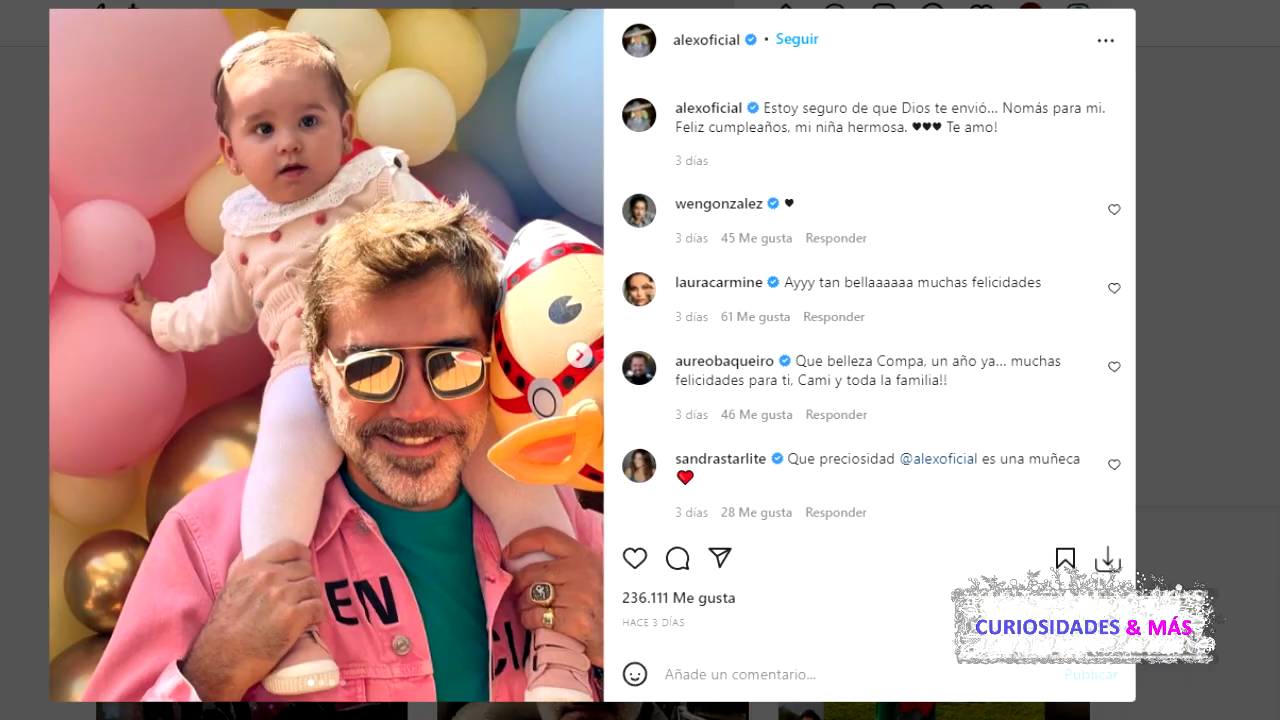 alexoficial • Seguir
alexoficial Estoy seguro de que Dios te envió... Nomás para mi.
Feliz cumpleaños, mi niña hermosa. ♥♥♥ Te amo!
3 días
wengonzalez ♥
3 días 45 Me gusta Responder
lauracarmine Ayyy tan bellaaaaaa muchas felicidades
3 días 61 Me gusta Responder
aureobaqueiro Que belleza Compa, un año ya... muchas
felicidades para ti, Cami y toda la familia!!
3 días 46 Me gusta Responder
sandrastarlite Que preciosidad @alexoficial es una muñeca
❤️
3 días 28 Me gusta Responder
236.111 Me gusta
HACE 3 DÍAS
CURIOSIDADES & MÁS
Añade un comentario...
Publicar
EN
CIA